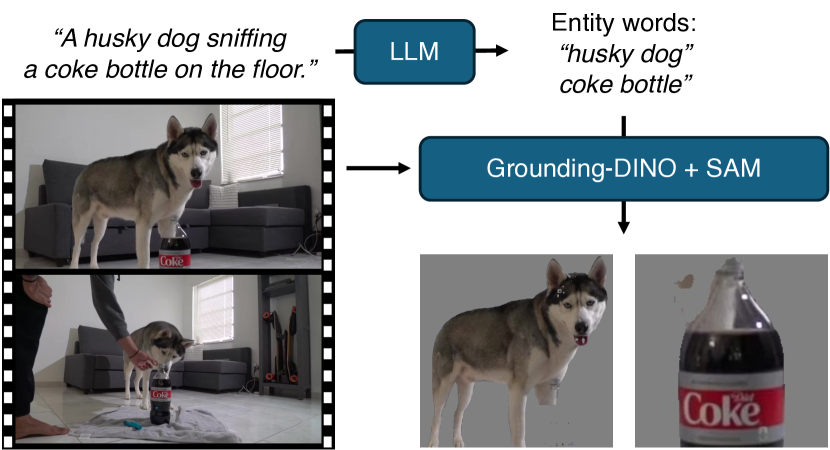 “A husky dog sniffing
a coke bottle on the floor.”
LLM
Entity words:
“husky dog”
coke bottle”
Grounding-DINO + SAM
Coke
Coke
Diet
Coke